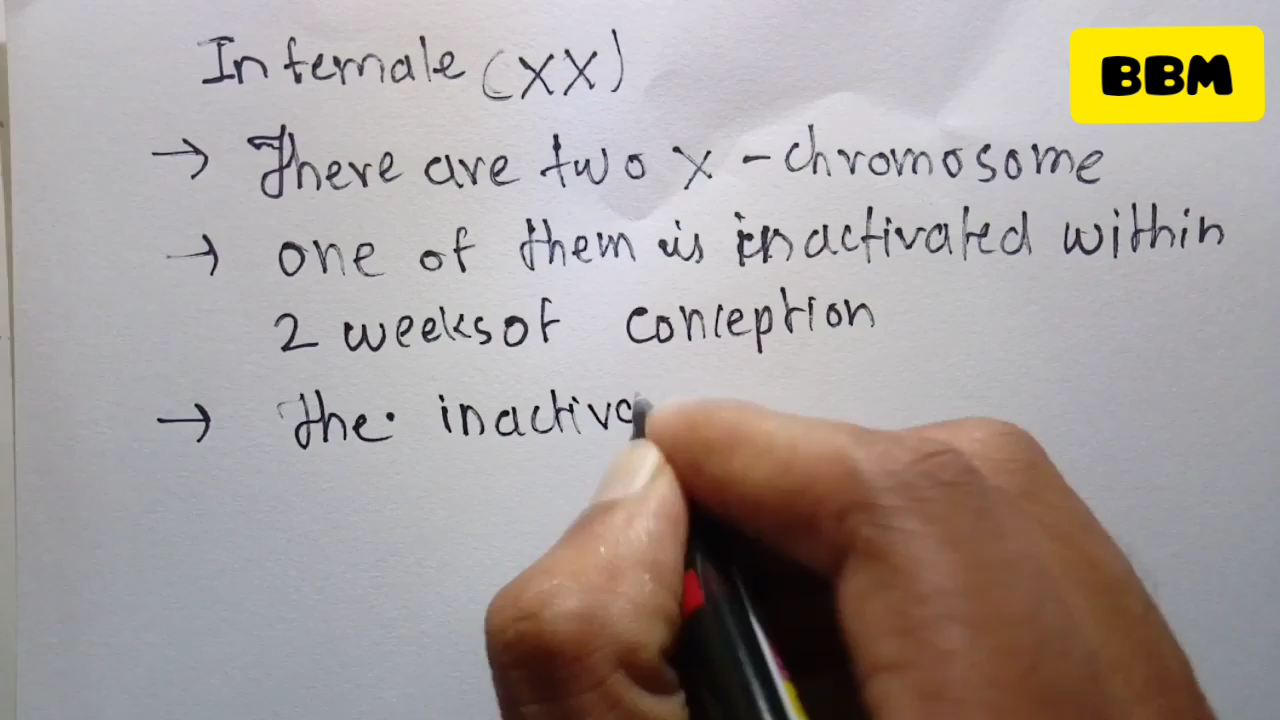 In female (XX)
BBM
→ There are two X - chromosome
→ one of them is inactivated within
2 weeks of conception
→ The inactiva